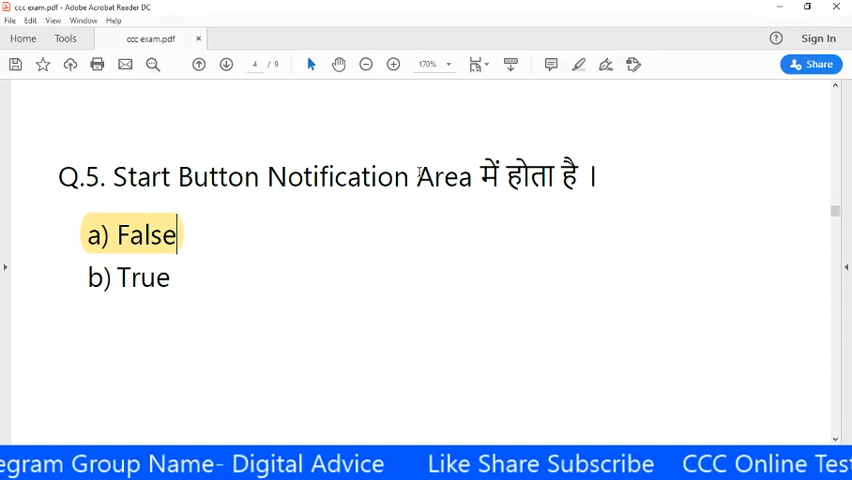 ccc exam.pdf - Adobe Acrobat Reader DC
File Edit View Window Help
Home Tools ccc exam.pdf × Sign In
4 / 9 170% Share
Q.5. Start Button Notification Area में होता है ।
a) False
b) True
egram Group Name- Digital Advice Like Share Subscribe CCC Online Tes